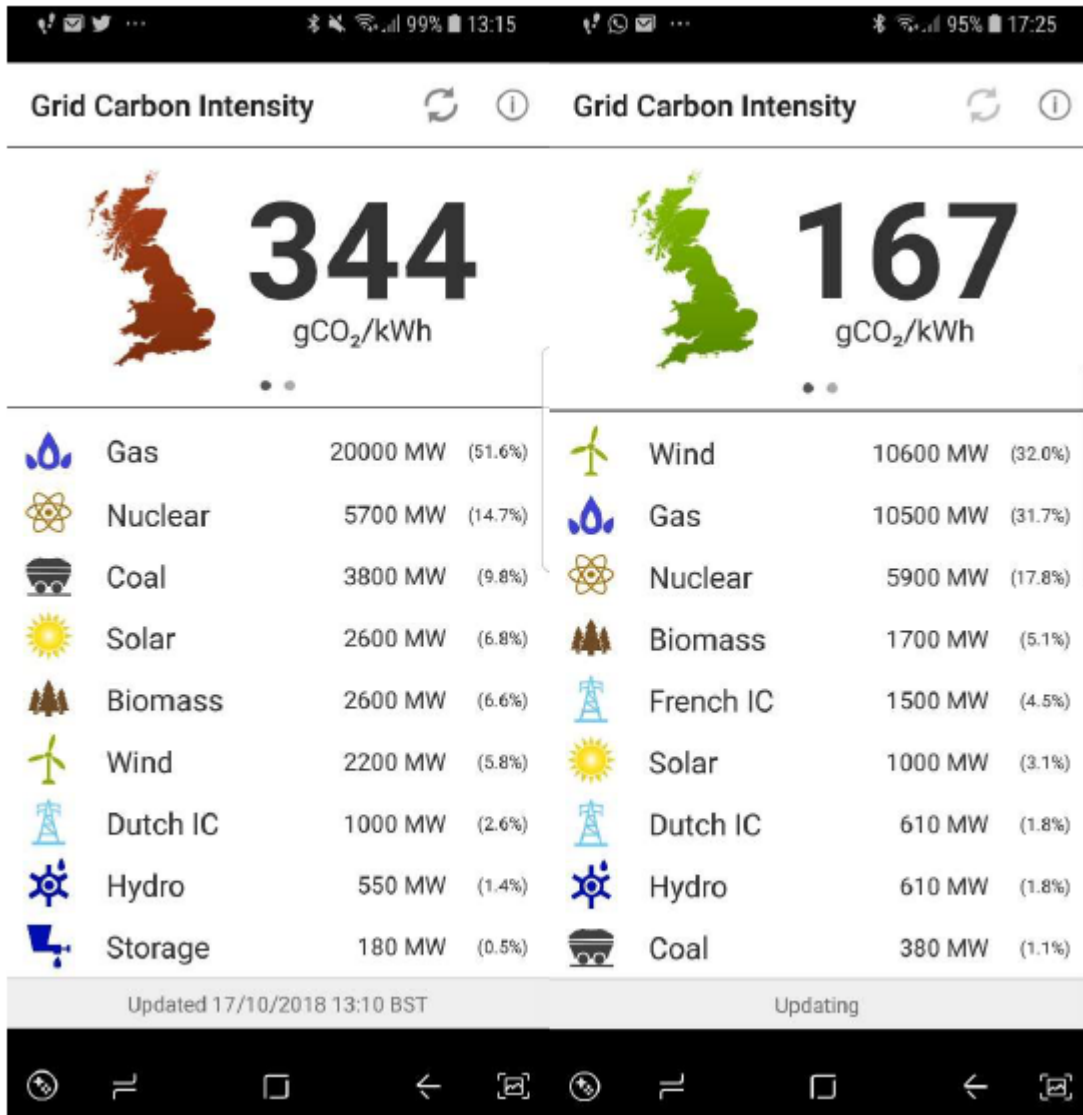 99% 13:15
Grid Carbon Intensity
344
gCO₂/kWh
Gas 20000 MW (51.6%)
Nuclear 5700 MW (14.7%)
Coal 3800 MW (9.8%)
Solar 2600 MW (6.8%)
Biomass 2600 MW (6.6%)
Wind 2200 MW (5.8%)
Dutch IC 1000 MW (2.6%)
Hydro 550 MW (1.4%)
Storage 180 MW (0.5%)
Updated 17/10/2018 13:10 BST
95% 17:25
Grid Carbon Intensity
167
gCO₂/kWh
Wind 10600 MW (32.0%)
Gas 10500 MW (31.7%)
Nuclear 5900 MW (17.8%)
Biomass 1700 MW (5.1%)
French IC 1500 MW (4.5%)
Solar 1000 MW (3.1%)
Dutch IC 610 MW (1.8%)
Hydro 610 MW (1.8%)
Coal 380 MW (1.1%)
Updating